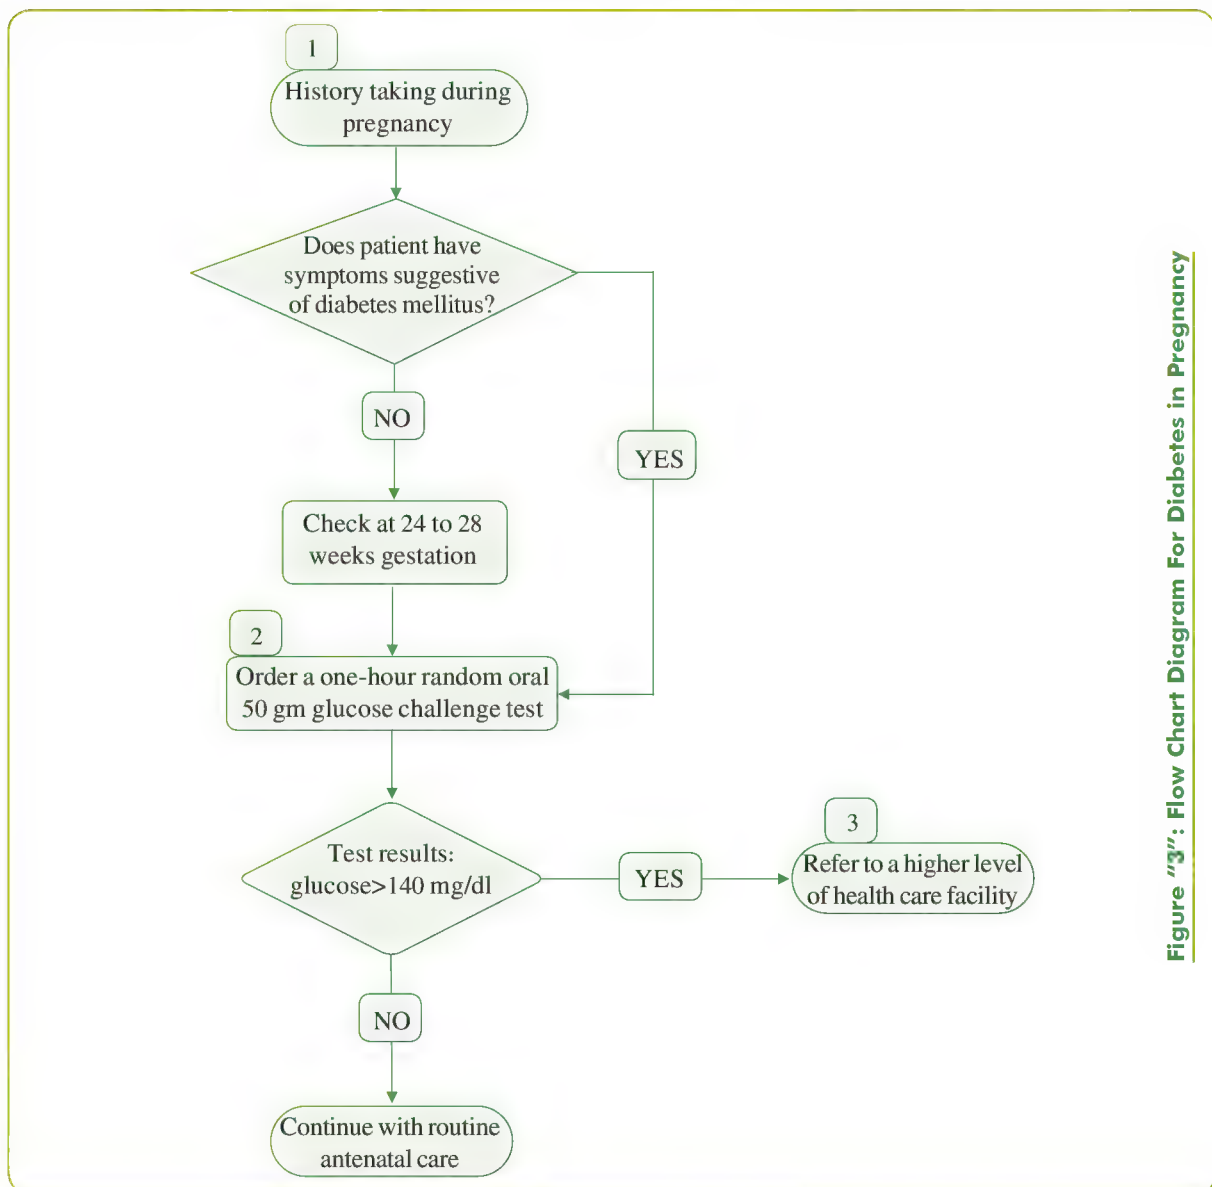 1
History taking during
pregnancy
Does patient have
symptoms suggestive
of diabetes mellitus?
NO
YES
Check at 24 to 28
weeks gestation
2
Order a one-hour random oral
50 gm glucose challenge test
Test results:
glucose>140 mg/dl
YES
3
Refer to a higher level
of health care facility
NO
Continue with routine
antenatal care
Figure "3": Flow Chart Diagram For Diabetes in Pregnancy